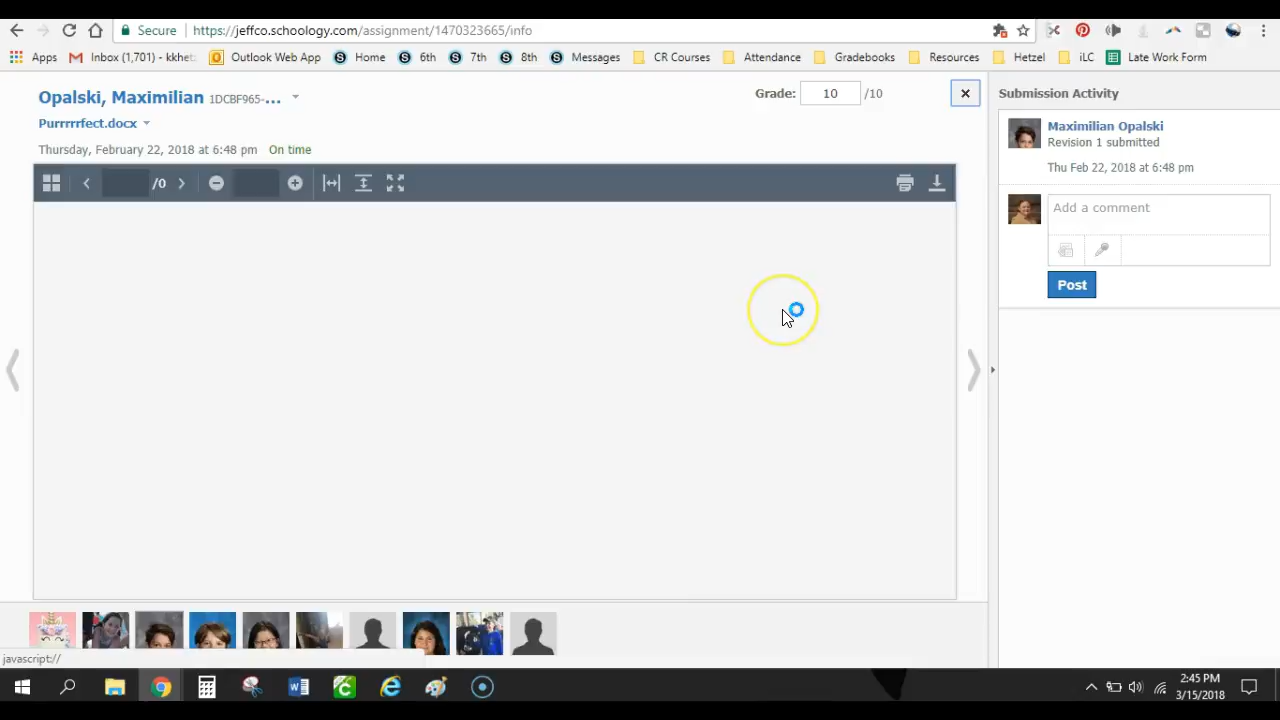 Secure https://jeffco.schoology.com/assignment/1470323665/info
Apps Inbox (1,701) - kkhetz Outlook Web App Home 6th 7th 8th Messages CR Courses Attendance Gradebooks Resources Hetzel iLC Late Work Form
Opalski, Maximilian 1DCBF965-...
Grade: 10 /10
Purrrrrfect.docx
Thursday, February 22, 2018 at 6:48 pm On time
/0
Submission Activity
Maximilian Opalski
Revision 1 submitted
Thu Feb 22, 2018 at 6:48 pm
Add a comment
Post
javascript://
2:45 PM
3/15/2018